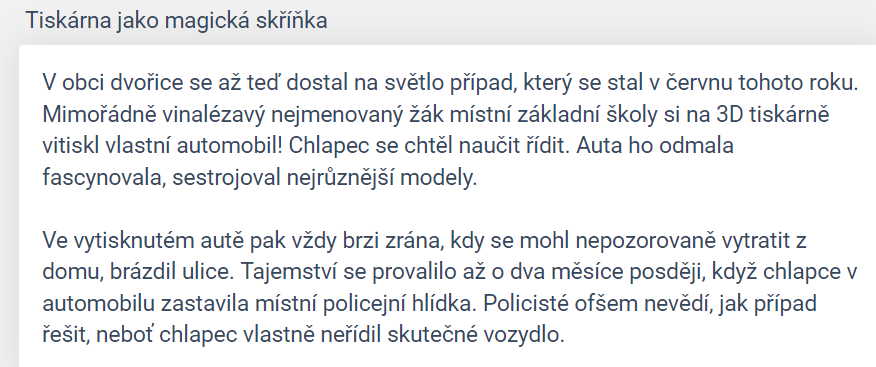 Tiskárna jako magická skříňka
V obci dvořice se až teď dostal na světlo případ, který se stal v červnu tohoto roku.
Mimořádně vinalézavý nejmenovaný žák místní základní školy si na 3D tiskárně
vitiskl vlastní automobil! Chlapec se chtěl naučit řídit. Auta ho odmala
fascynovala, sestrojoval nejrůznější modely.
Ve vytisknutém autě pak vždy brzi zrána, kdy se mohl nepozorovaně vytratit z
domu, brázdil ulice. Tajemství se provalilo až o dva měsíce posději, když chlapce v
automobilu zastavila místní policejní hlídka. Policisté ofšem nevědí, jak případ
řešit, neboť chlapec vlastně neřídil skutečné vozydlo.